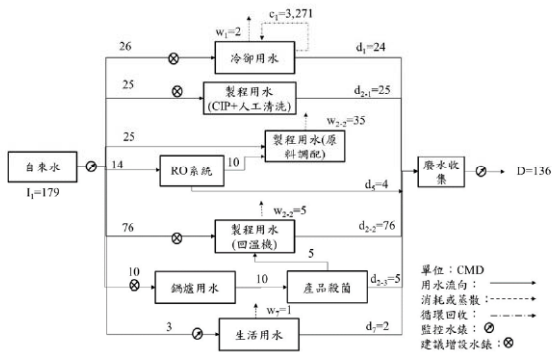 w₁=2
c₁=3,271
26
冷卻用水
d₁=24
25
製程用水
(CIP+人工清洗)
d₂₋₁=25
w₂₋₂=35
25
製程用水(原
料調配)
自來水
I₁=179
14
RO系統
10
d₅=4
廢水收
集
D=136
w₂₋₂=5
76
製程用水
(回溫機)
d₂₋₂=76
5
10
鍋爐用水
10
產品殺菌
d₂₋₃=5
w₇=1
3
生活用水
d₇=2
單位：CMD
用水流向：
消耗或蒸散：
循環回收：
監控水錶：
建議增設水錶：